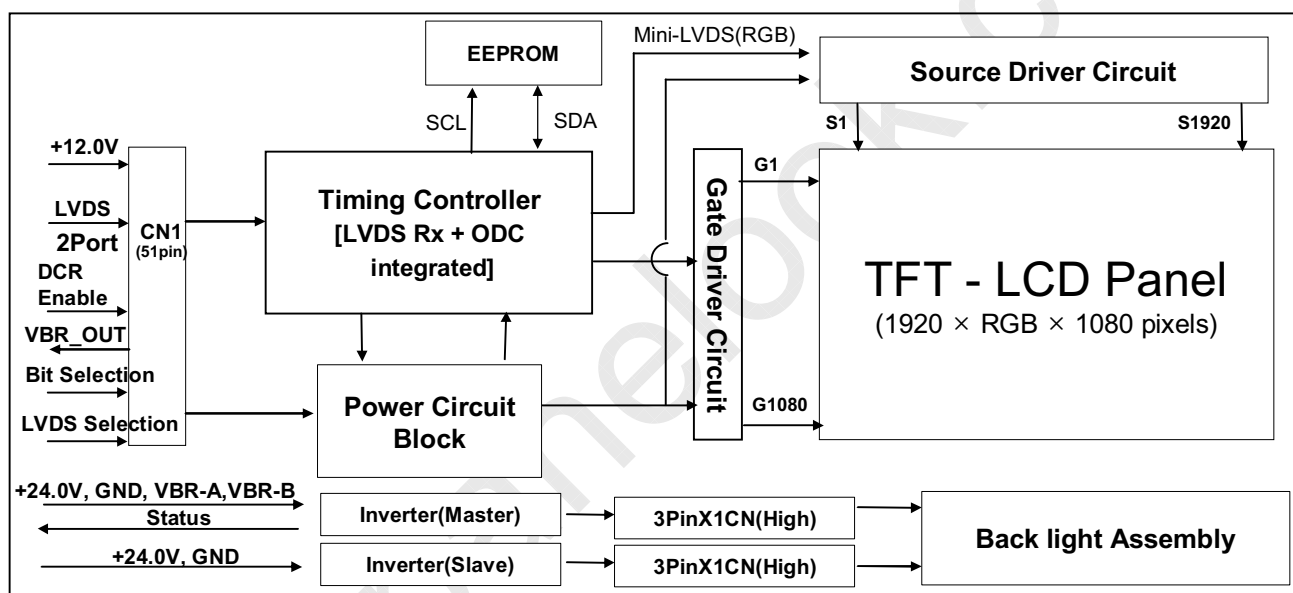 EEPROM
Mini-LVDS(RGB)
Source Driver Circuit
SCL
SDA
S1
S1920
+12.0V
LVDS
2Port
DCR
Enable
VBR_OUT
Bit Selection
LVDS Selection
CN1
(51pin)
Timing Controller
[LVDS Rx + ODC
integrated]
Power Circuit
Block
Gate Driver Circuit
G1
G1080
TFT - LCD Panel
(1920 × RGB × 1080 pixels)
+24.0V, GND, VBR-A,VBR-B
Status
+24.0V, GND
Inverter(Master)
3PinX1CN(High)
Inverter(Slave)
3PinX1CN(High)
Back light Assembly